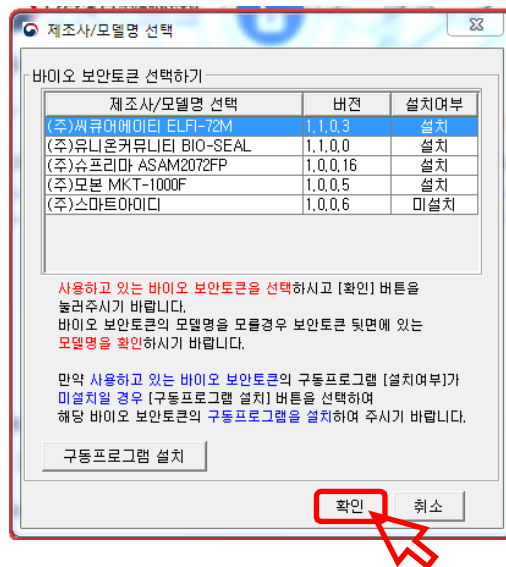 제조사/모델명 선택
바이오 보안토큰 선택하기
제조사/모델명 선택 버전 설치여부
(주)씨큐어에이티 ELFI-72M 1,1,0,3 설치
(주)유니온커뮤니티 BIO-SEAL 1,1,0,0 설치
(주)슈프리마 ASAM2072FP 1,0,0,16 설치
(주)모본 MKT-1000F 1,0,0,5 설치
(주)스마트아이디 1,0,0,6 미설치
사용하고 있는 바이오 보안토큰을 선택하시고 [확인] 버튼을
눌러주시기 바랍니다.
바이오 보안토큰의 모델명을 모를경우 보안토큰 뒷면에 있는
모델명을 확인하시기 바랍니다.
만약 사용하고 있는 바이오 보안토큰의 구동프로그램 [설치여부]가
미설치일 경우 [구동프로그램 설치] 버튼을 선택하여
해당 바이오 보안토큰의 구동프로그램을 설치하여 주시기 바랍니다.
구동프로그램 설치
확인 취소